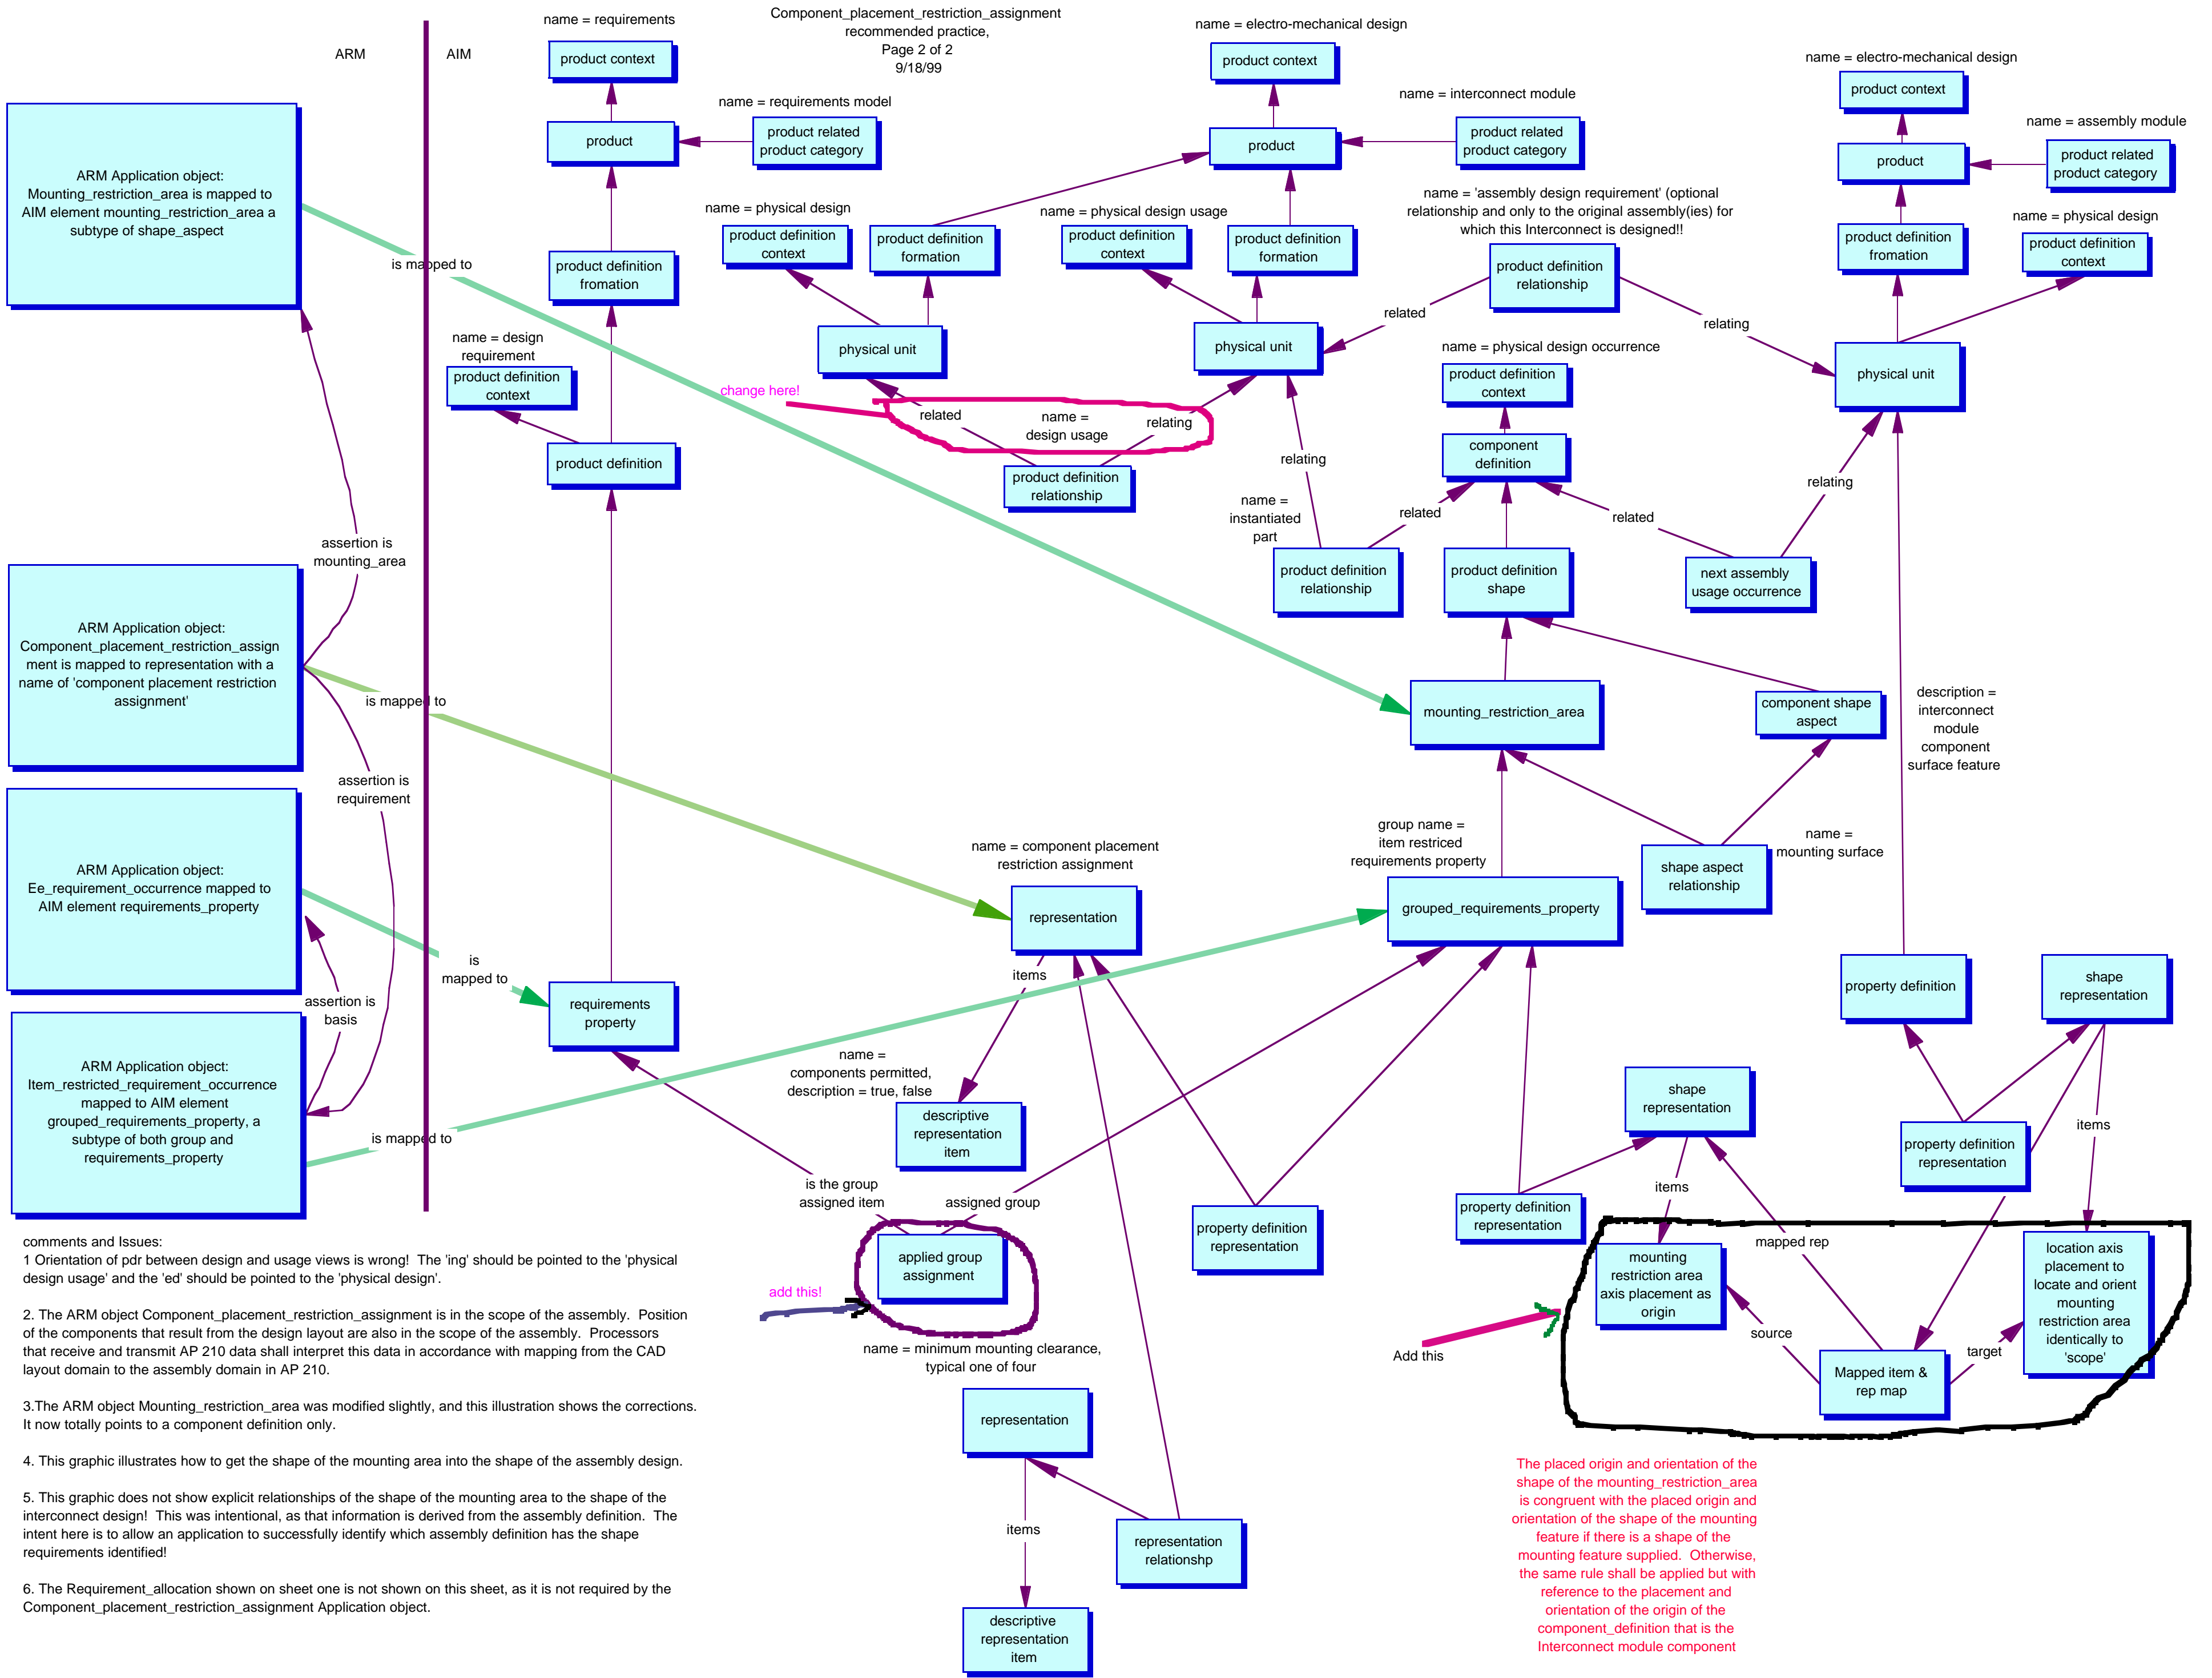 name = requirements
Component_placement_restriction_assignment
recommended practice,
Page 2 of 2
9/18/99
name = electro-mechanical design
name = electro-mechanical design
ARM
AIM
product context
product context
product context
name = requirements model
name = interconnect module
name = assembly module
product
product related
product category
product
product related
product category
product
product related
product category
ARM Application object:
Mounting_restriction_area is mapped to
AIM element mounting_restriction_area a
subtype of shape_aspect
name = physical design
name = physical design usage
name = 'assembly design requirement' (optional
relationship and only to the original assembly(ies) for
which this Interconnect is designed!!
name = physical design
product definition
context
product definition
formation
product definition
context
product definition
formation
product definition
relationship
product definition
fromation
product definition
context
is mapped to
product definition
fromation
related
relating
name = design
requirement
product definition
context
physical unit
physical unit
name = physical design occurrence
product definition
context
physical unit
change here!
related
name =
design usage
relating
product definition
product definition
relationship
relating
component
definition
relating
name =
instantiated
part
related
related
assertion is
mounting_area
product definition
relationship
product definition
shape
next assembly
usage occurrence
ARM Application object:
Component_placement_restriction_assign
ment is mapped to representation with a
name of 'component placement restriction
assignment'
is mapped to
mounting_restriction_area
component shape
aspect
description =
interconnect
module
component
surface feature
assertion is
requirement
ARM Application object:
Ee_requirement_occurrence mapped to
AIM element requirements_property
name = component placement
restriction assignment
group name =
item restriced
requirements property
name =
mounting surface
shape aspect
relationship
representation
grouped_requirements_property
is
mapped to
items
assertion is
basis
requirements
property
property definition
shape
representation
ARM Application object:
Item_restricted_requirement_occurrence
mapped to AIM element
grouped_requirements_property, a
subtype of both group and
requirements_property
is mapped to
name =
components permitted,
description = true, false
descriptive
representation
item
shape
representation
items
property definition
representation
is the group
assigned item
assigned group
items
property definition
representation
property definition
representation
mapped rep
applied group
assignment
mounting
restriction area
axis placement as
origin
location axis
placement to
locate and orient
mounting
restriction area
identically to
'scope'
add this!
Add this
source
target
Mapped item &
rep map
name = minimum mounting clearance,
typical one of four
representation
items
representation
relationshp
descriptive
representation
item
comments and Issues:
1 Orientation of pdr between design and usage views is wrong! The 'ing' should be pointed to the 'physical
design usage' and the 'ed' should be pointed to the 'physical design'.
2. The ARM object Component_placement_restriction_assignment is in the scope of the assembly. Position
of the components that result from the design layout are also in the scope of the assembly. Processors
that receive and transmit AP 210 data shall interpret this data in accordance with mapping from the CAD
layout domain to the assembly domain in AP 210.
3.The ARM object Mounting_restriction_area was modified slightly, and this illustration shows the corrections.
It now totally points to a component definition only.
4. This graphic illustrates how to get the shape of the mounting area into the shape of the assembly design.
5. This graphic does not show explicit relationships of the shape of the mounting area to the shape of the
interconnect design! This was intentional, as that information is derived from the assembly definition. The
intent here is to allow an application to successfully identify which assembly definition has the shape
requirements identified!
6. The Requirement_allocation shown on sheet one is not shown on this sheet, as it is not required by the
Component_placement_restriction_assignment Application object.
The placed origin and orientation of the
shape of the mounting_restriction_area
is congruent with the placed origin and
orientation of the shape of the mounting
feature if there is a shape of the
mounting feature supplied. Otherwise,
the same rule shall be applied but with
reference to the placement and
orientation of the origin of the
component_definition that is the
Interconnect module component